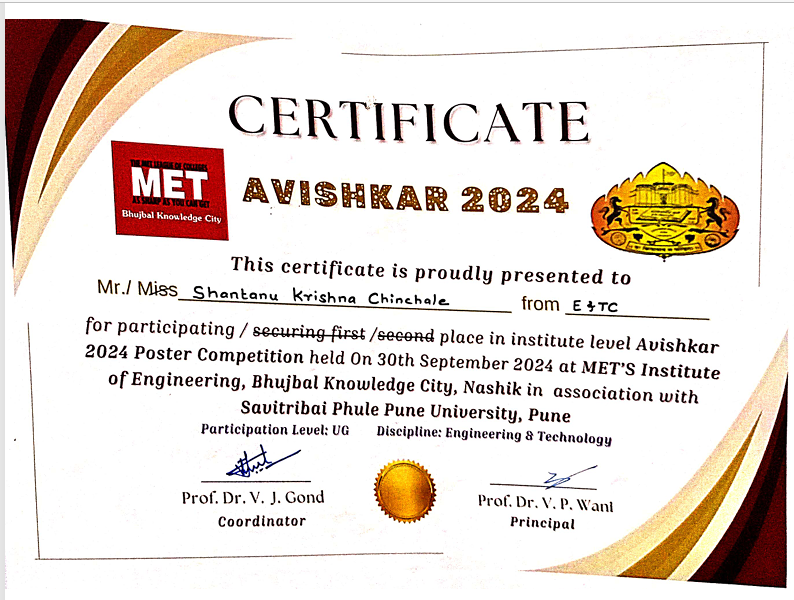 CERTIFICATE
THE MET LEAGUE OF COLLEGES
MET
AS SHARP AS YOU CAN GET
Bhujbal Knowledge City
AVISHKAR 2024
This certificate is proudly presented to
Mr./ Miss Shantanu Krishna Chinchale from E&TC
for participating / securing first /second place in institute level Avishkar
2024 Poster Competition held On 30th September 2024 at MET'S Institute
of Engineering, Bhujbal Knowledge City, Nashik in association with
Savitribai Phule Pune University, Pune
Participation Level: UG Discipline: Engineering & Technology
Prof. Dr. V. J. Gond
Coordinator
Prof. Dr. V. P. Wani
Principal